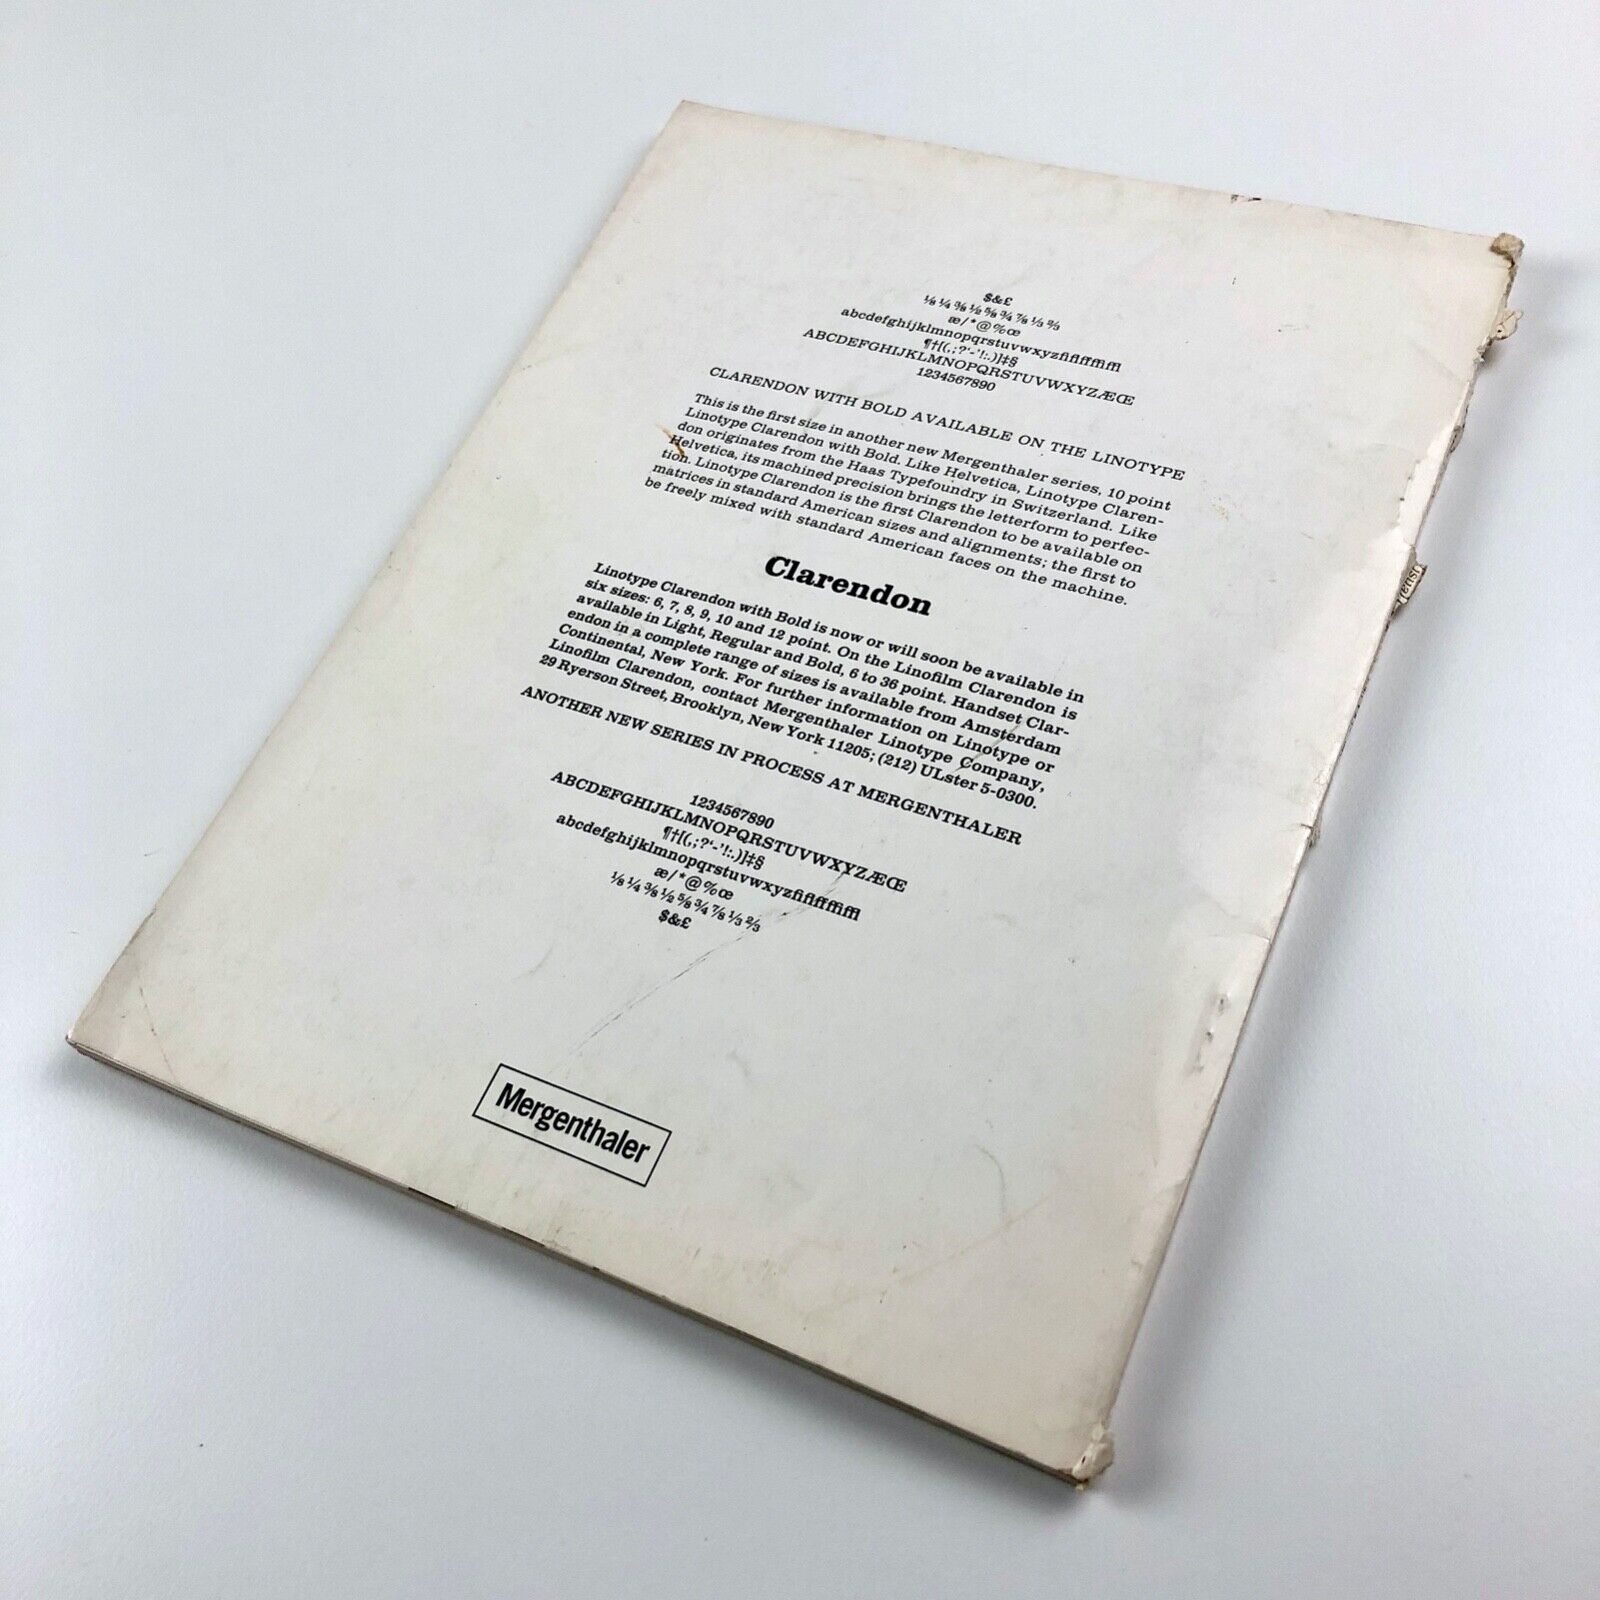 $&£
⅛ ¼ ⅜ ½ ⅝ ¾ ⅞ ⅓ ⅔
æ/*@%œ
abcdefghijklmnopqrstuvwxyzfiflffffiffl
¶†[(,;?‘-’!:.)]‡§
ABCDEFGHIJKLMNOPQRSTUVWXYZÆŒ
1234567890
CLARENDON WITH BOLD AVAILABLE ON THE LINOTYPE
This is the first size in another new Mergenthaler series, 10 point
Linotype Clarendon with Bold. Like Helvetica, Linotype Claren-
don originates from the Haas Typefoundry in Switzerland. Like
Helvetica, its machined precision brings the letterform to perfec-
tion. Linotype Clarendon is the first Clarendon to be available on
matrices in standard American sizes and alignments; the first to
be freely mixed with standard American faces on the machine.
Clarendon
Linotype Clarendon with Bold is now or will soon be available in
six sizes: 6, 7, 8, 9, 10 and 12 point. On the Linofilm Clarendon is
available in Light, Regular and Bold, 6 to 36 point. Handset Clar-
endon in a complete range of sizes is available from Amsterdam
Continental, New York. For further information on Linotype or
Linofilm Clarendon, contact Mergenthaler Linotype Company,
29 Ryerson Street, Brooklyn, New York 11205; (212) ULster 5-0300.
ANOTHER NEW SERIES IN PROCESS AT MERGENTHALER
1234567890
ABCDEFGHIJKLMNOPQRSTUVWXYZÆŒ
¶†[(,;?‘-’!:.)]‡§
abcdefghijklmnopqrstuvwxyzfiflffffiffl
æ/*@%œ
⅛ ¼ ⅜ ½ ⅝ ¾ ⅞ ⅓ ⅔
$&£
Mergenthaler